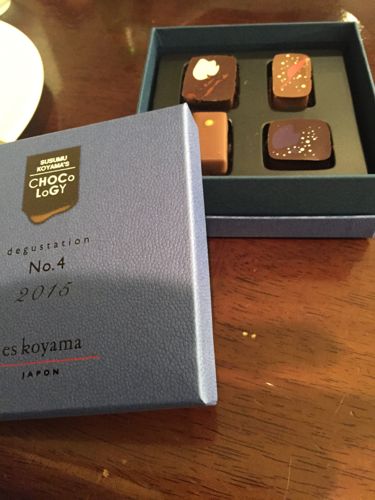 SUSUMU
KOYAMA'S
CHOCo
LoGY
degustation
No.4
2015
es koyama
JAPON